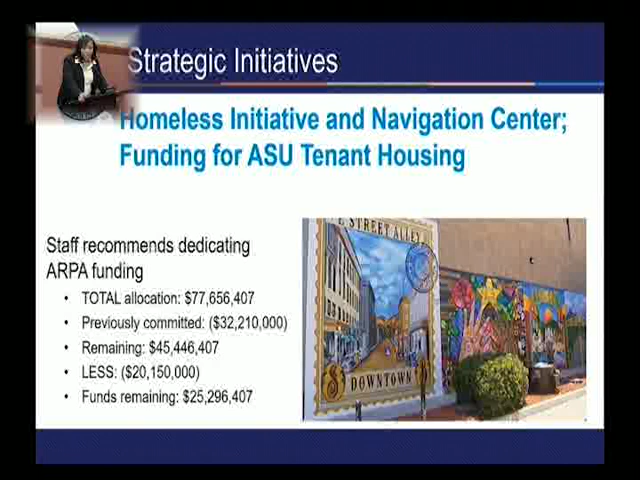 Strategic Initiatives
Homeless Initiative and Navigation Center;
Funding for ASU Tenant Housing
Staff recommends dedicating
ARPA funding
• TOTAL allocation: $77,656,407
• Previously committed: ($32,210,000)
• Remaining: $45,446,407
• LESS: ($20,150,000)
• Funds remaining: $25,296,407
E STREET ALLEY
DOWNTOWN